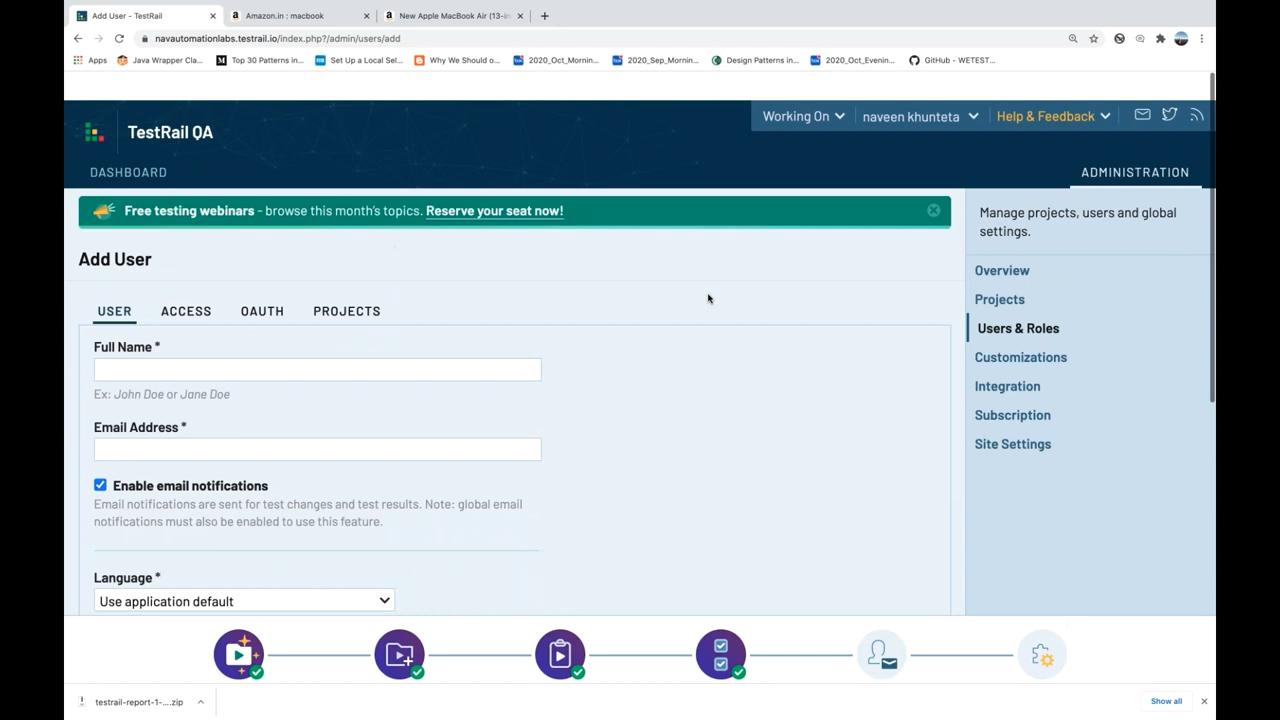 Add User - TestRail
Amazon.in : macbook
New Apple MacBook Air (13-in
navautomationlabs.testrail.io/index.php?/admin/users/add
Apps
Java Wrapper Cla...
Top 30 Patterns in...
Set Up a Local Sel...
Why We Should o...
2020_Oct_Mornin...
2020_Sep_Mornin...
Design Patterns in...
2020_Oct_Evenin...
GitHub - WETEST...
TestRail QA
Working On
naveen khunteta
Help & Feedback
DASHBOARD
ADMINISTRATION
Free testing webinars - browse this month's topics. Reserve your seat now!
Manage projects, users and global
settings.
Add User
Overview
Projects
Users & Roles
Customizations
Integration
Subscription
Site Settings
USER
ACCESS
OAUTH
PROJECTS
Full Name *
Ex: John Doe or Jane Doe
Email Address *
Enable email notifications
Email notifications are sent for test changes and test results. Note: global email
notifications must also be enabled to use this feature.
Language *
Use application default
testrail-report-1-....zip
Show all